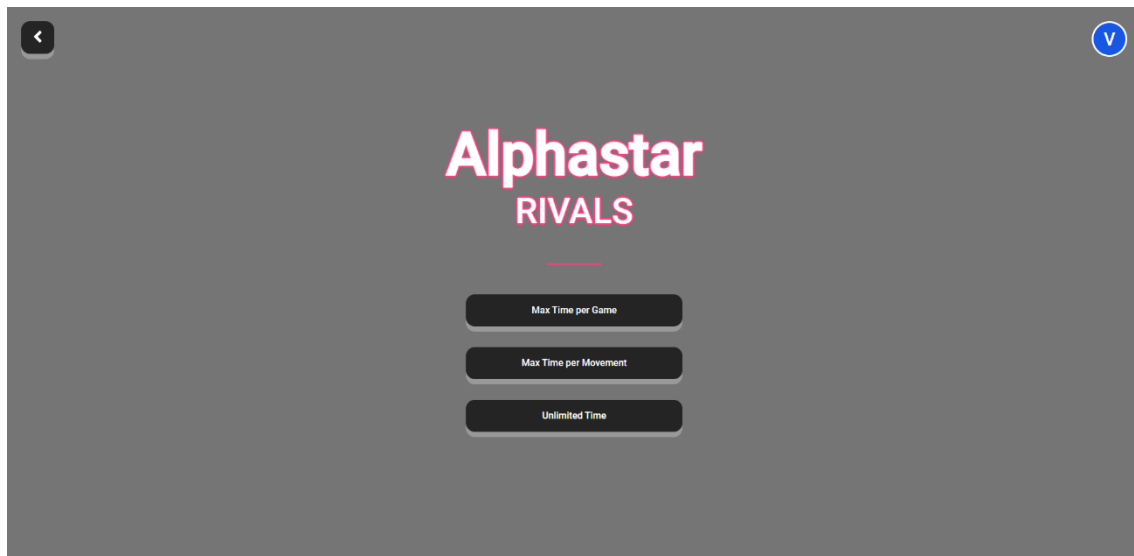 V
Alphastar
RIVALS
Max Time per Game
Max Time per Movement
Unlimited Time